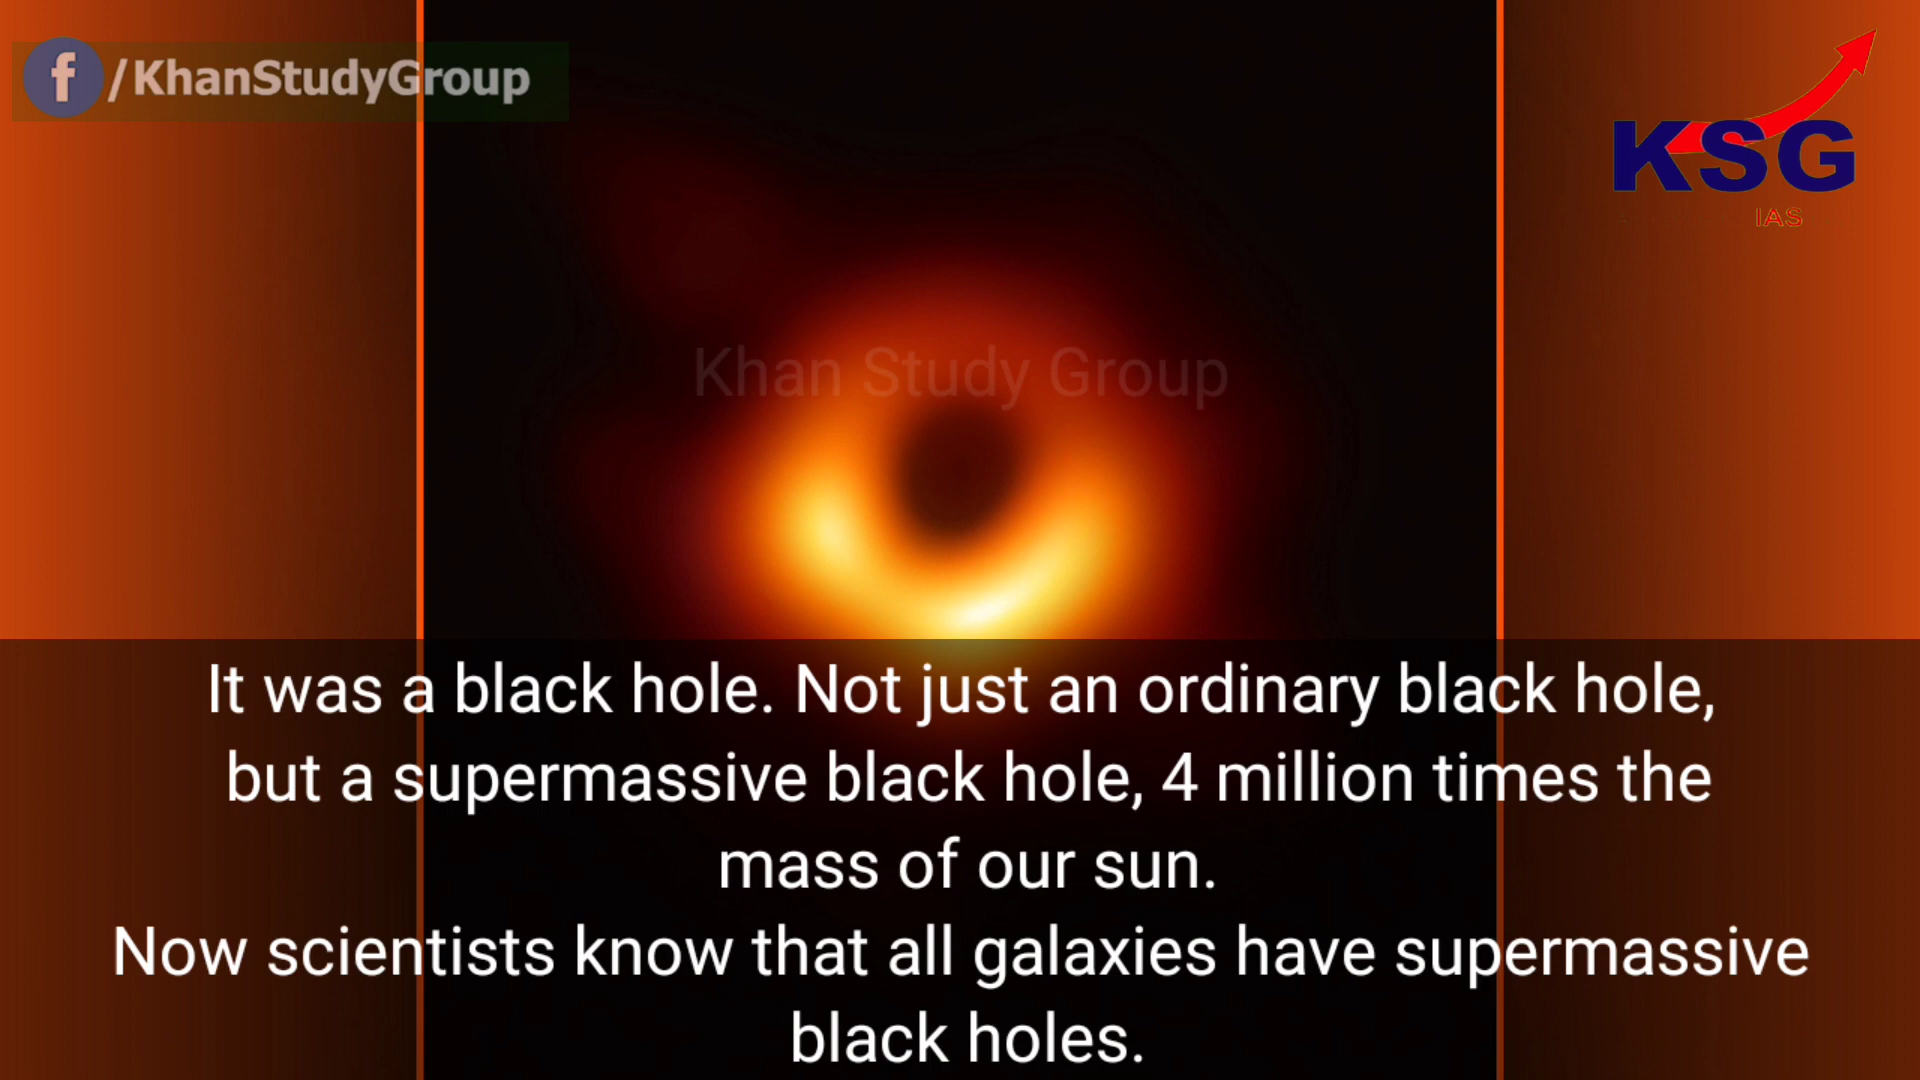 f/KhanStudyGroup
KSG
IAS
Khan Study Group
It was a black hole. Not just an ordinary black hole,
but a supermassive black hole, 4 million times the
mass of our sun.
Now scientists know that all galaxies have supermassive
black holes.